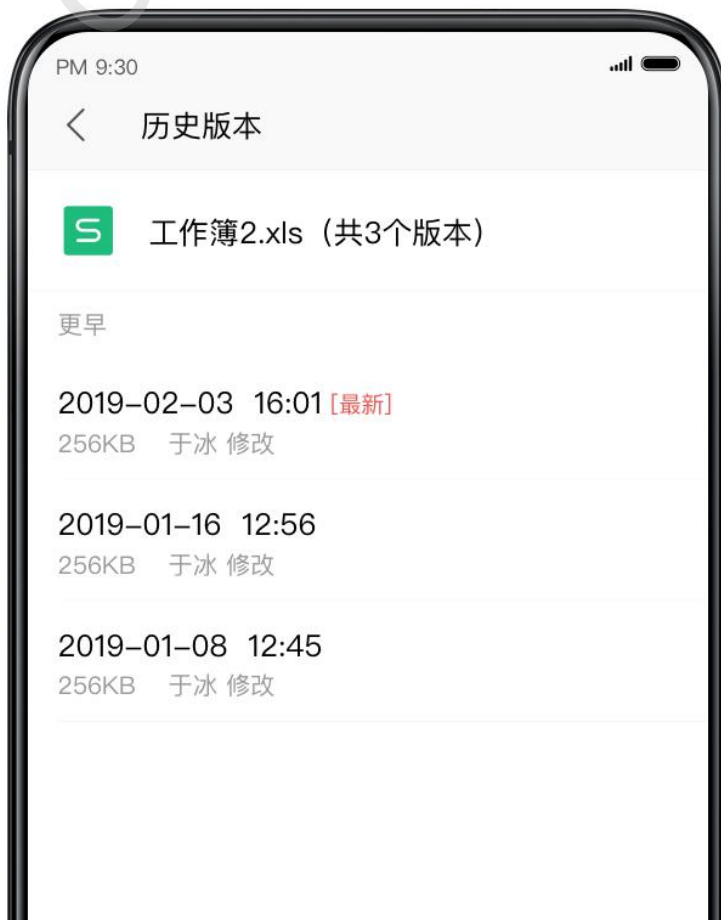 PM 9:30
历史版本
工作簿2.xls（共3个版本）
更早
2019-02-03 16:01 [最新]
256KB 于冰 修改
2019-01-16 12:56
256KB 于冰 修改
2019-01-08 12:45
256KB 于冰 修改